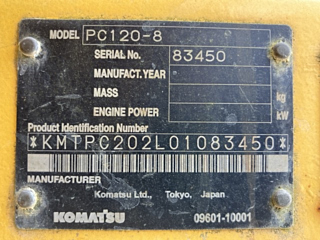 MODEL PC120-8
SERIAL No. 83450
MANUFACT. YEAR
MASS kg
ENGINE POWER kW
Product Identification Number
*KMTPC202L01083450*
MANUFACTURER
Komatsu Ltd., Tokyo, Japan
KOMATSU 09601-10001